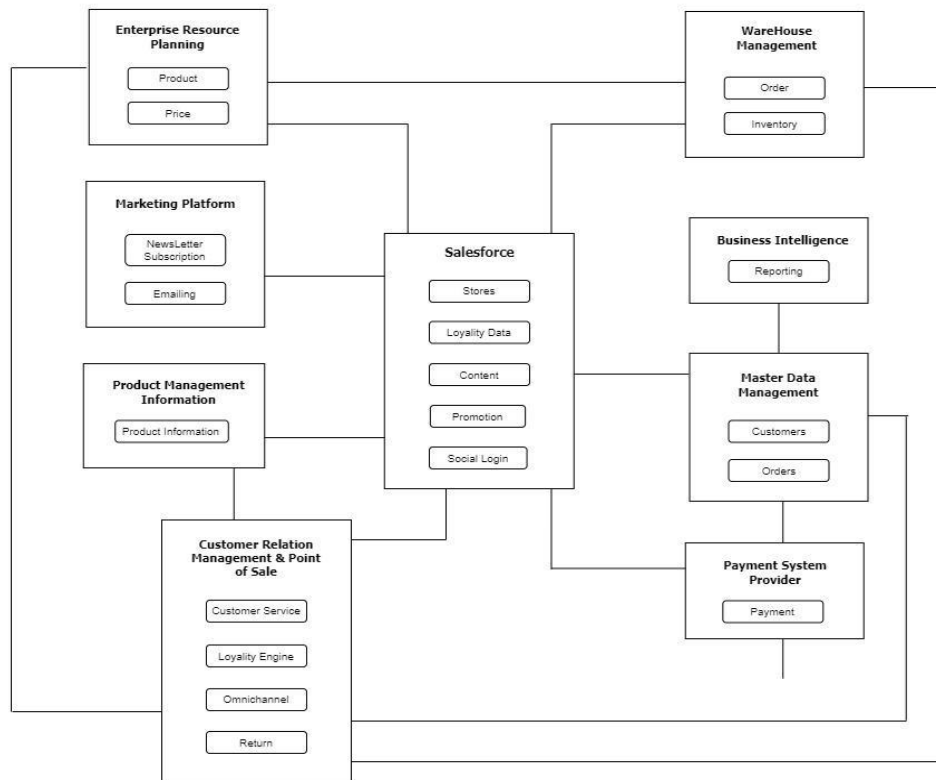 Enterprise Resource
Planning
Product
Price
WareHouse
Management
Order
Inventory
Marketing Platform
NewsLetter
Subscription
Emailing
Salesforce
Stores
Loyality Data
Content
Promotion
Social Login
Business Intelligence
Reporting
Product Management
Information
Product Information
Master Data
Management
Customers
Orders
Customer Relation
Management & Point
of Sale
Customer Service
Loyality Engine
Omnichannel
Return
Payment System
Provider
Payment